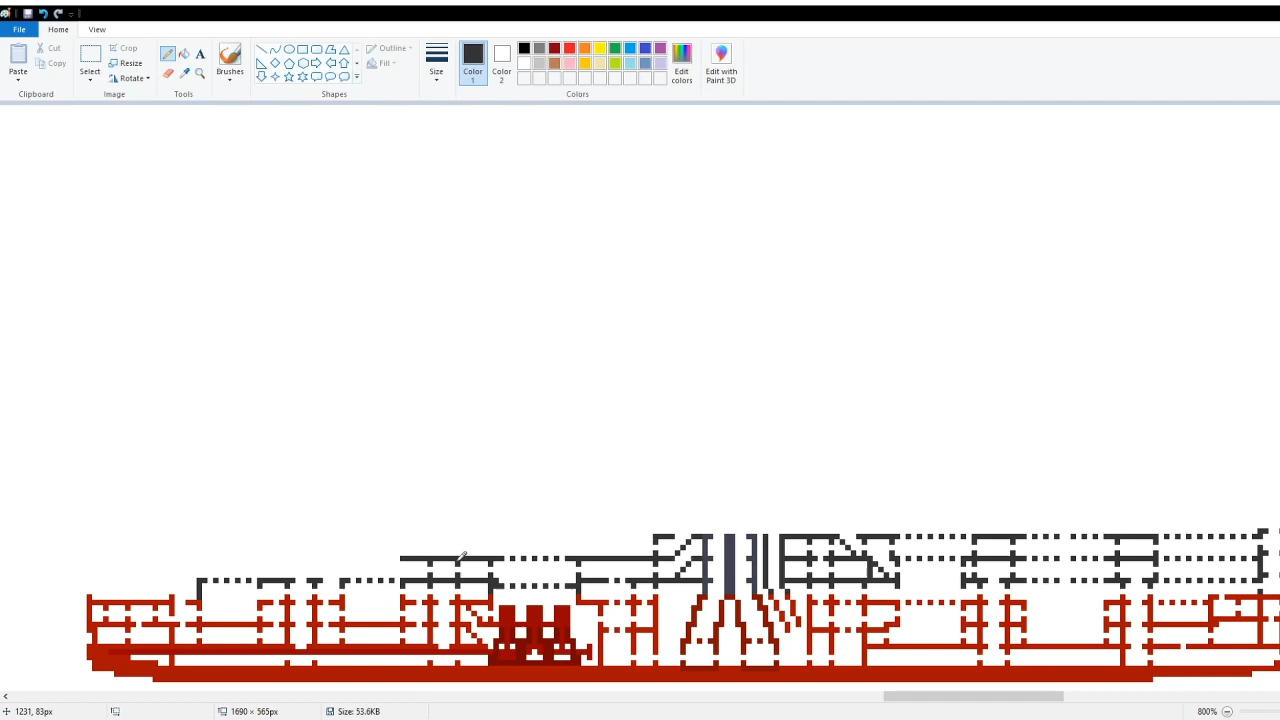 File Home View
Paste
Cut
Copy
Clipboard
Select
Crop
Resize
Rotate
Image
A
Tools
Brushes
Outline
Fill
Shapes
Size
Color
1
Color
2
Edit
colors
Colors
Edit with
Paint 3D
1231, 83px
1690 × 565px
Size: 53.6KB
800%